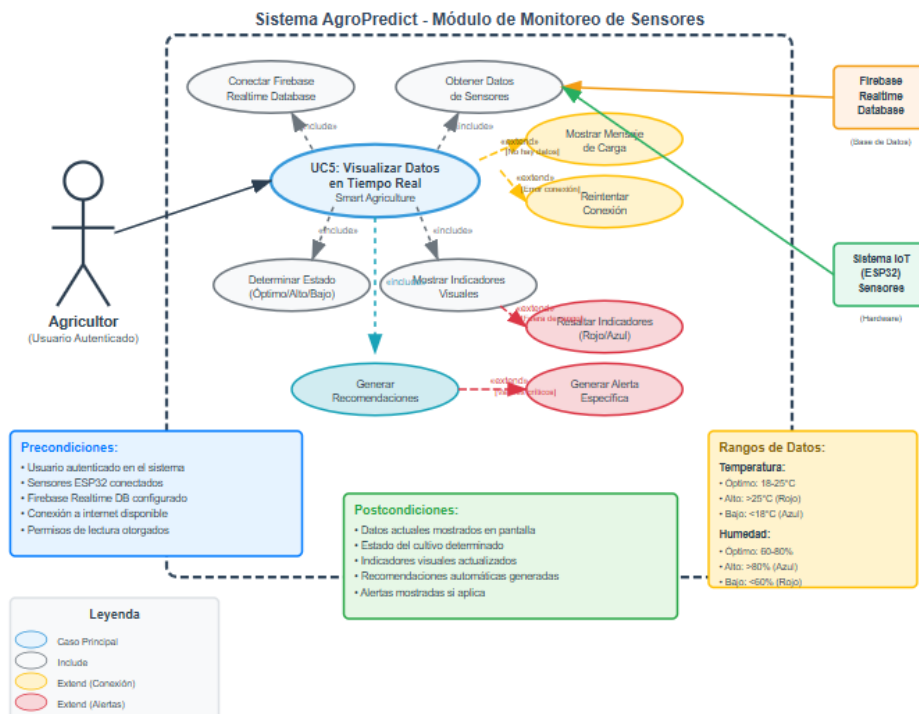 Sistema AgroPredict - Módulo de Monitoreo de Sensores
Conectar Firebase
Realtime Database
Obtener Datos
de Sensores
Firebase
Realtime
Database
(Base de Datos)
«include»
«include»
«extend»
[No hay datos]
Mostrar Mensaje
de Carga
UC5: Visualizar Datos
en Tiempo Real
Smart Agriculture
«extend»
[Error conexión]
Reintentar
Conexión
«include»
«include»
Agricultor
(Usuario Autenticado)
Determinar Estado
(Óptimo/Alto/Bajo)
«include»
Mostrar Indicadores
Visuales
Sistema IoT
(ESP32)
Sensores
(Hardware)
«extend»
Resaltar Indicadores
(Rojo/Azul)
Generar
Recomendaciones
«extend»
Generar Alerta
Específica
Precondiciones:
• Usuario autenticado en el sistema
• Sensores ESP32 conectados
• Firebase Realtime DB configurado
• Conexión a internet disponible
• Permisos de lectura otorgados
Postcondiciones:
• Datos actuales mostrados en pantalla
• Estado del cultivo determinado
• Indicadores visuales actualizados
• Recomendaciones automáticas generadas
• Alertas mostradas si aplica
Rangos de Datos:
Temperatura:
• Óptimo: 18-25°C
• Alto: >25°C (Rojo)
• Bajo: <18°C (Azul)
Humedad:
• Óptimo: 60-80%
• Alto: >80% (Azul)
• Bajo: <60% (Rojo)
Leyenda
Caso Principal
Include
Extend (Conexión)
Extend (Alertas)